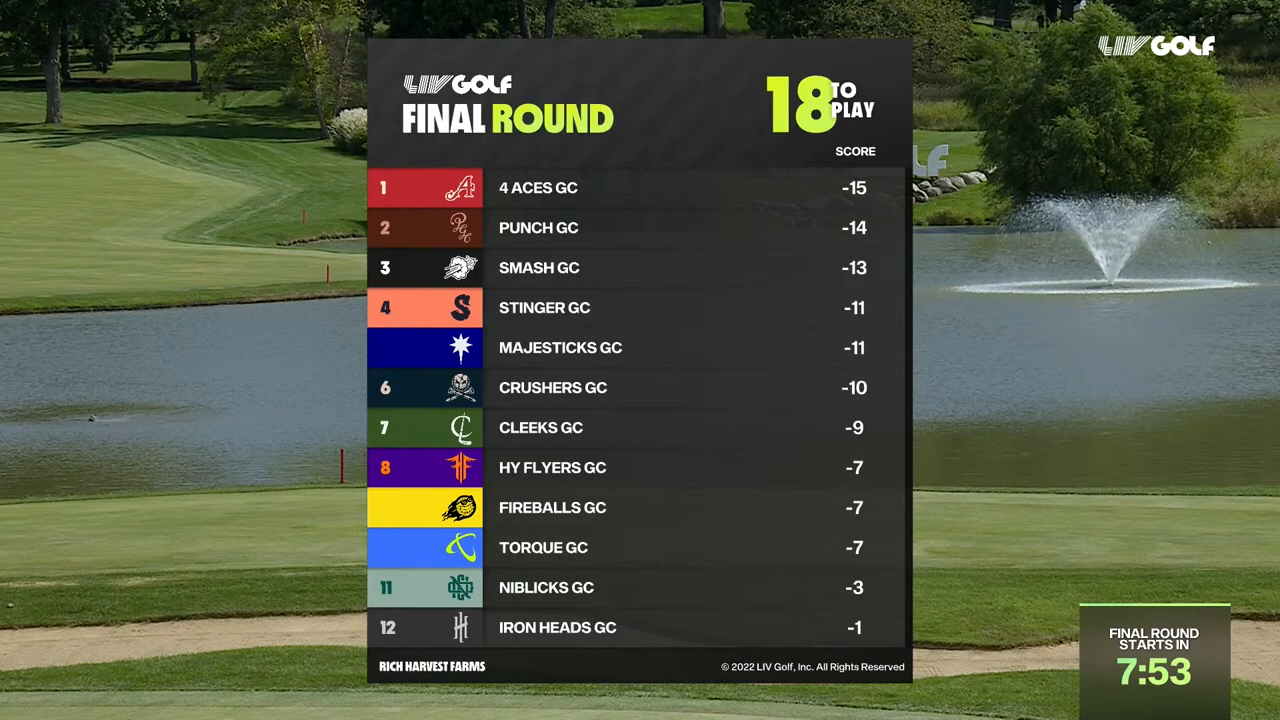 LIV GOLF
LIV GOLF
FINAL ROUND
18 TO PLAY
SCORE
1 4 ACES GC -15
2 PUNCH GC -14
3 SMASH GC -13
4 STINGER GC -11
MAJESTICKS GC -11
6 CRUSHERS GC -10
7 CLEEKS GC -9
8 HY FLYERS GC -7
FIREBALLS GC -7
TORQUE GC -7
11 NIBLICKS GC -3
12 IRON HEADS GC -1
RICH HARVEST FARMS
© 2022 LIV Golf, Inc. All Rights Reserved
FINAL ROUND
STARTS IN
7:53